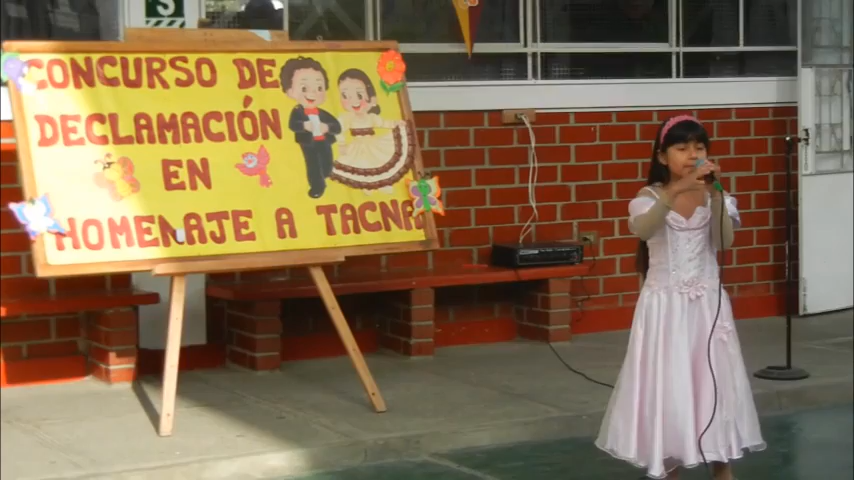 S
CONCURSO DE
DECLAMACIÓN
EN
HOMENAJE A TACNA